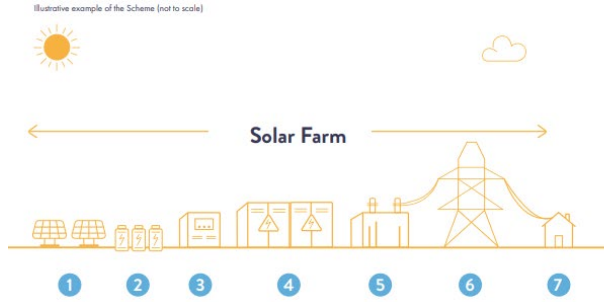 Illustrative example of the Scheme (not to scale)
Solar Farm
1 2 3 4 5 6 7